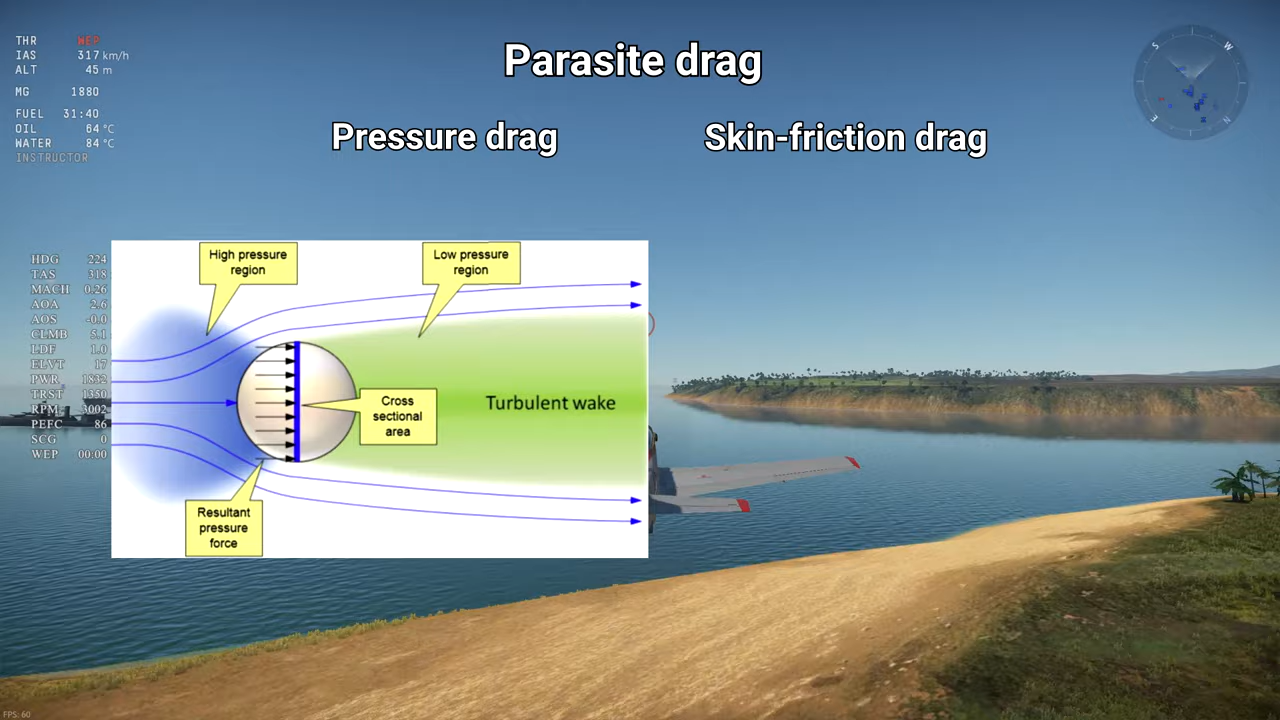 Parasite drag
Pressure drag
Skin-friction drag
THR WEP
IAS 317 km/h
ALT 45 m
MG 1880
FUEL 31:40
OIL 64 °C
WATER 84 °C
INSTRUCTOR
S
W
E
N
HDG 224
TAS 318
MACH 0.26
AOA 2.6
AOS -0.0
CLMB 5.1
LDF 1.0
ELVT 17
PWR 1832
TRST 1350
RPM 3002
PEFC 86
SCG 0
WEP 00:00
High pressure
region
Low pressure
region
Cross
sectional
area
Turbulent wake
Resultant
pressure
force
FPS: 60